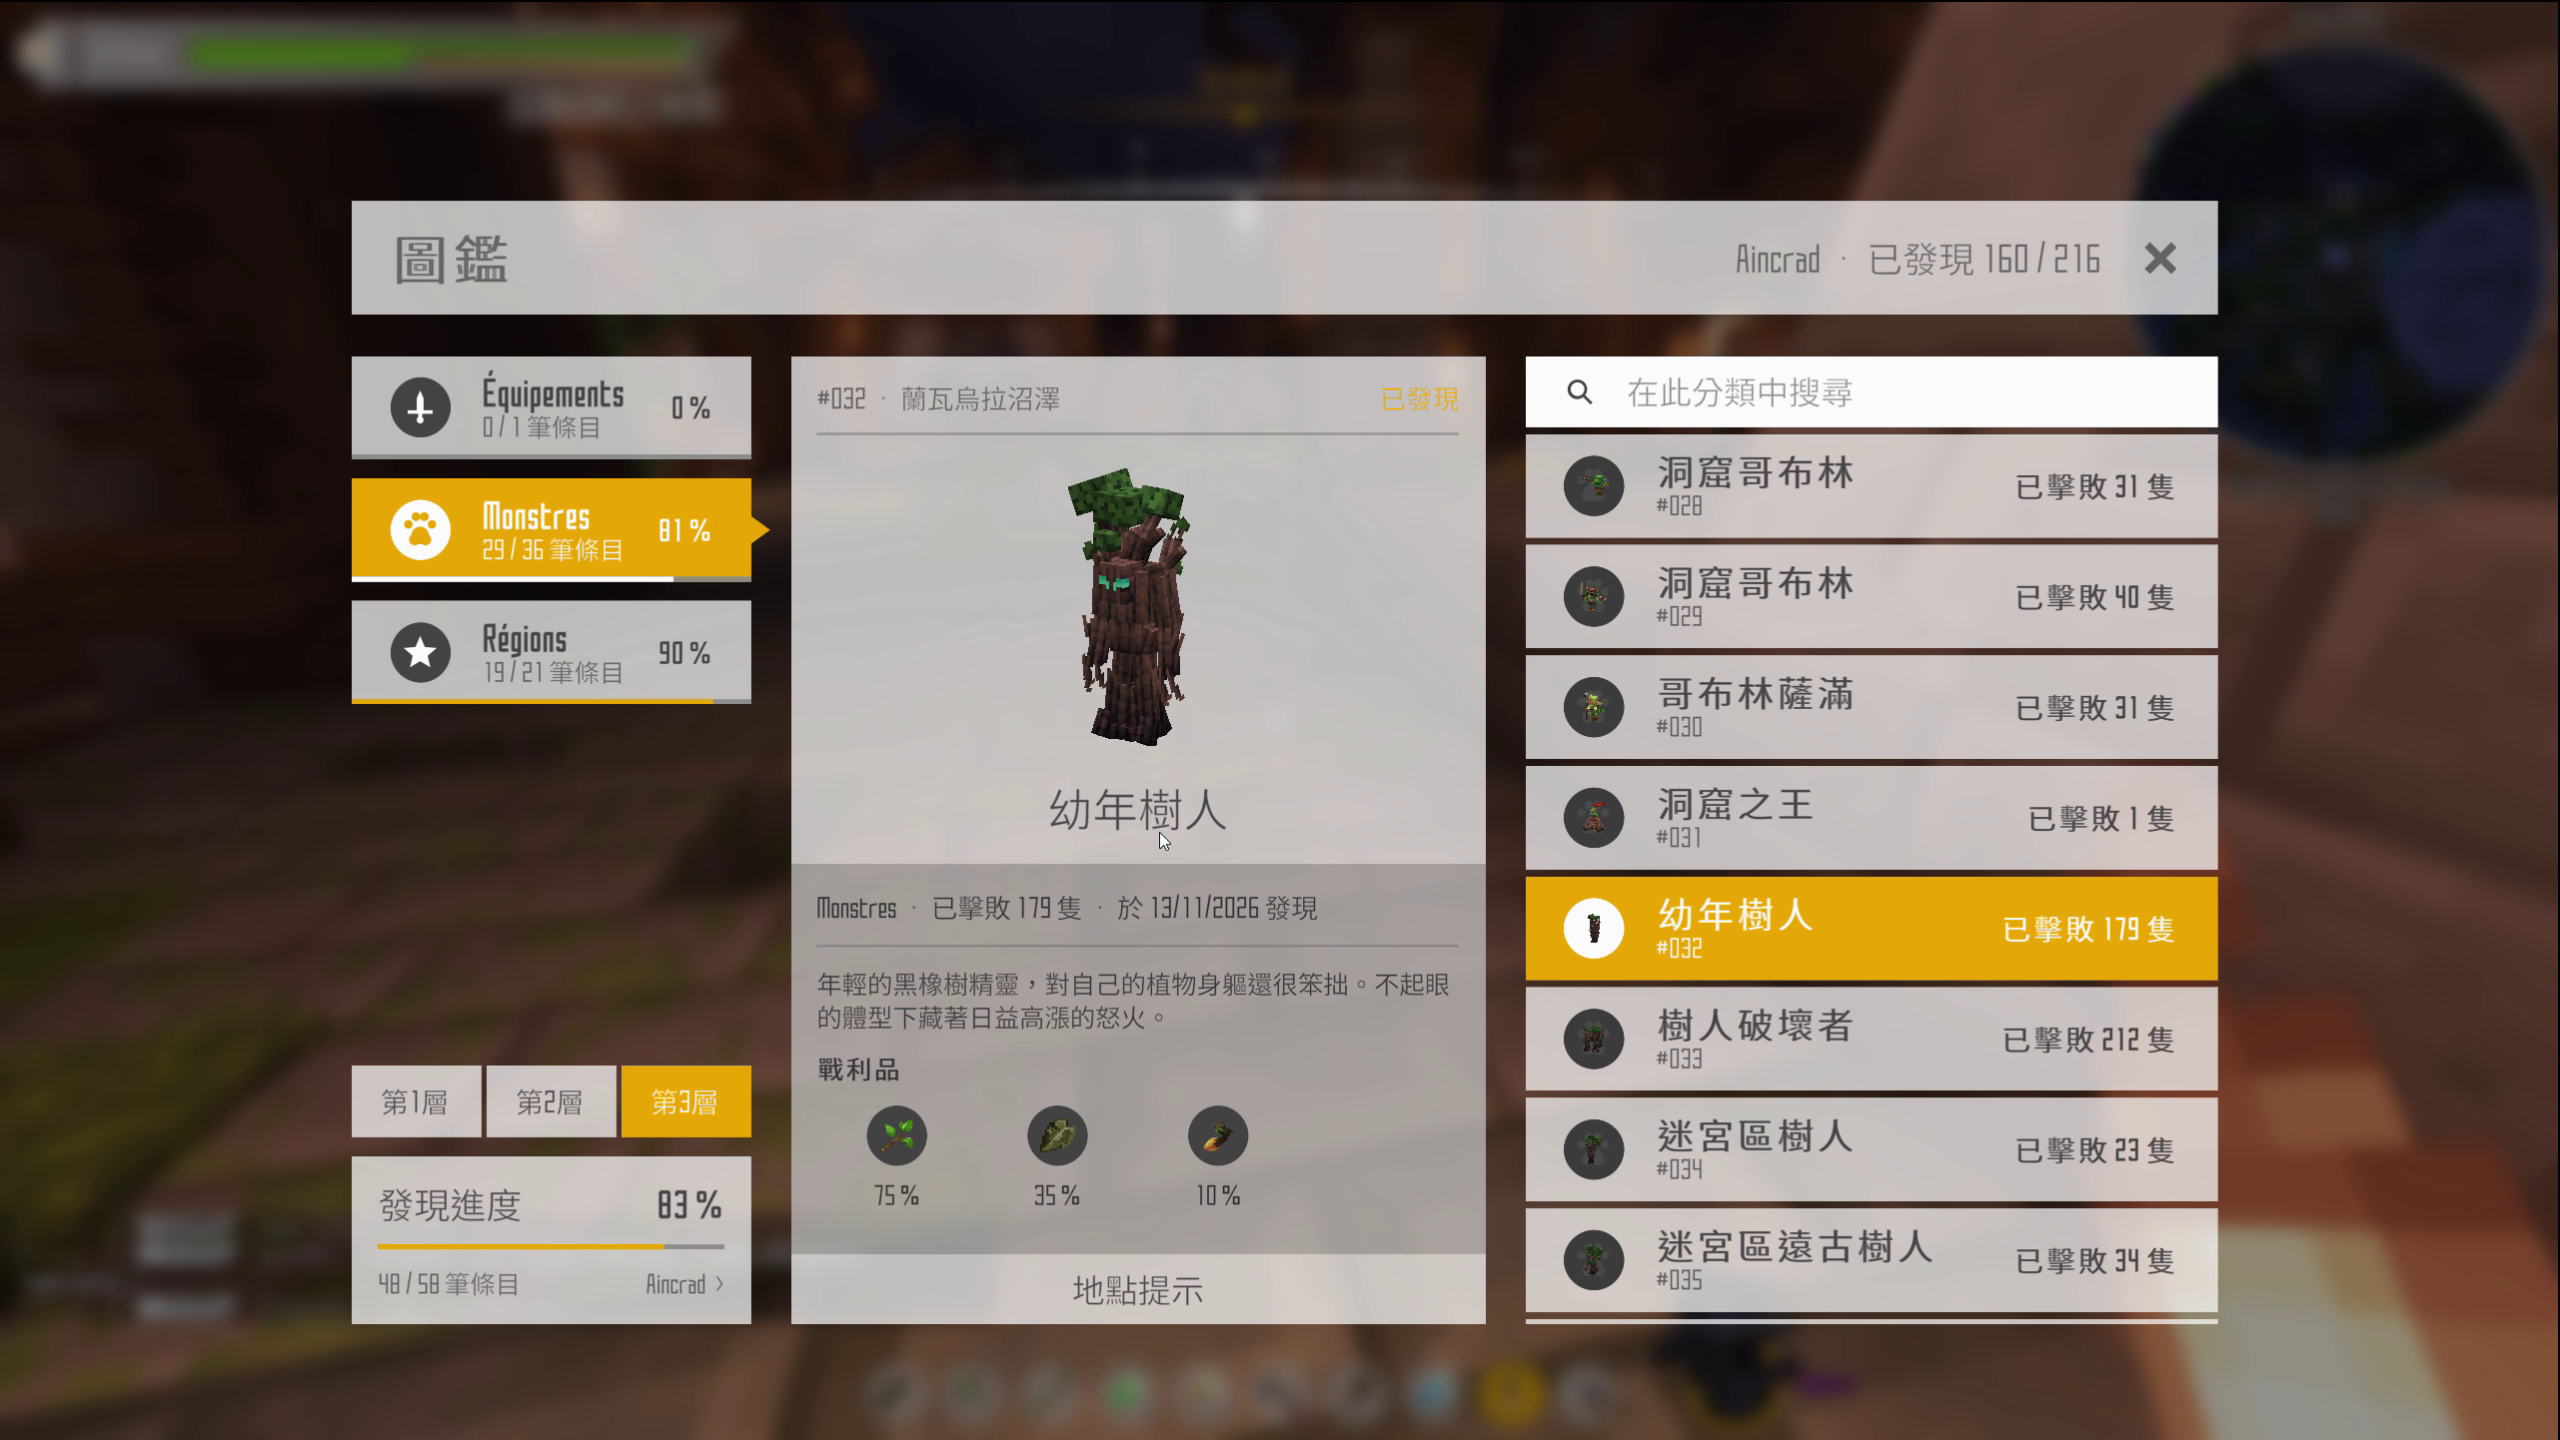 圖鑑
Aincrad · 已發現 160 / 216
Équipements
0 / 1 筆條目
0 %
Monstres
29 / 36 筆條目
81 %
Régions
19 / 21 筆條目
90 %
第1層
第2層
第3層
發現進度
83 %
48 / 58 筆條目
Aincrad >
#032 · 蘭瓦烏拉沼澤
已發現
幼年樹人
Monstres · 已擊敗 179 隻 · 於 13/11/2026 發現
年輕的黑橡樹精靈，對自己的植物身軀還很笨拙。不起眼
的體型下藏著日益高漲的怒火。
戰利品
75 %
35 %
10 %
地點提示
在此分類中搜尋
洞窟哥布林
#028
已擊敗 31 隻
洞窟哥布林
#029
已擊敗 40 隻
哥布林薩滿
#030
已擊敗 31 隻
洞窟之王
#031
已擊敗 1 隻
幼年樹人
#032
已擊敗 179 隻
樹人破壞者
#033
已擊敗 212 隻
迷宮區樹人
#034
已擊敗 23 隻
迷宮區遠古樹人
#035
已擊敗 34 隻